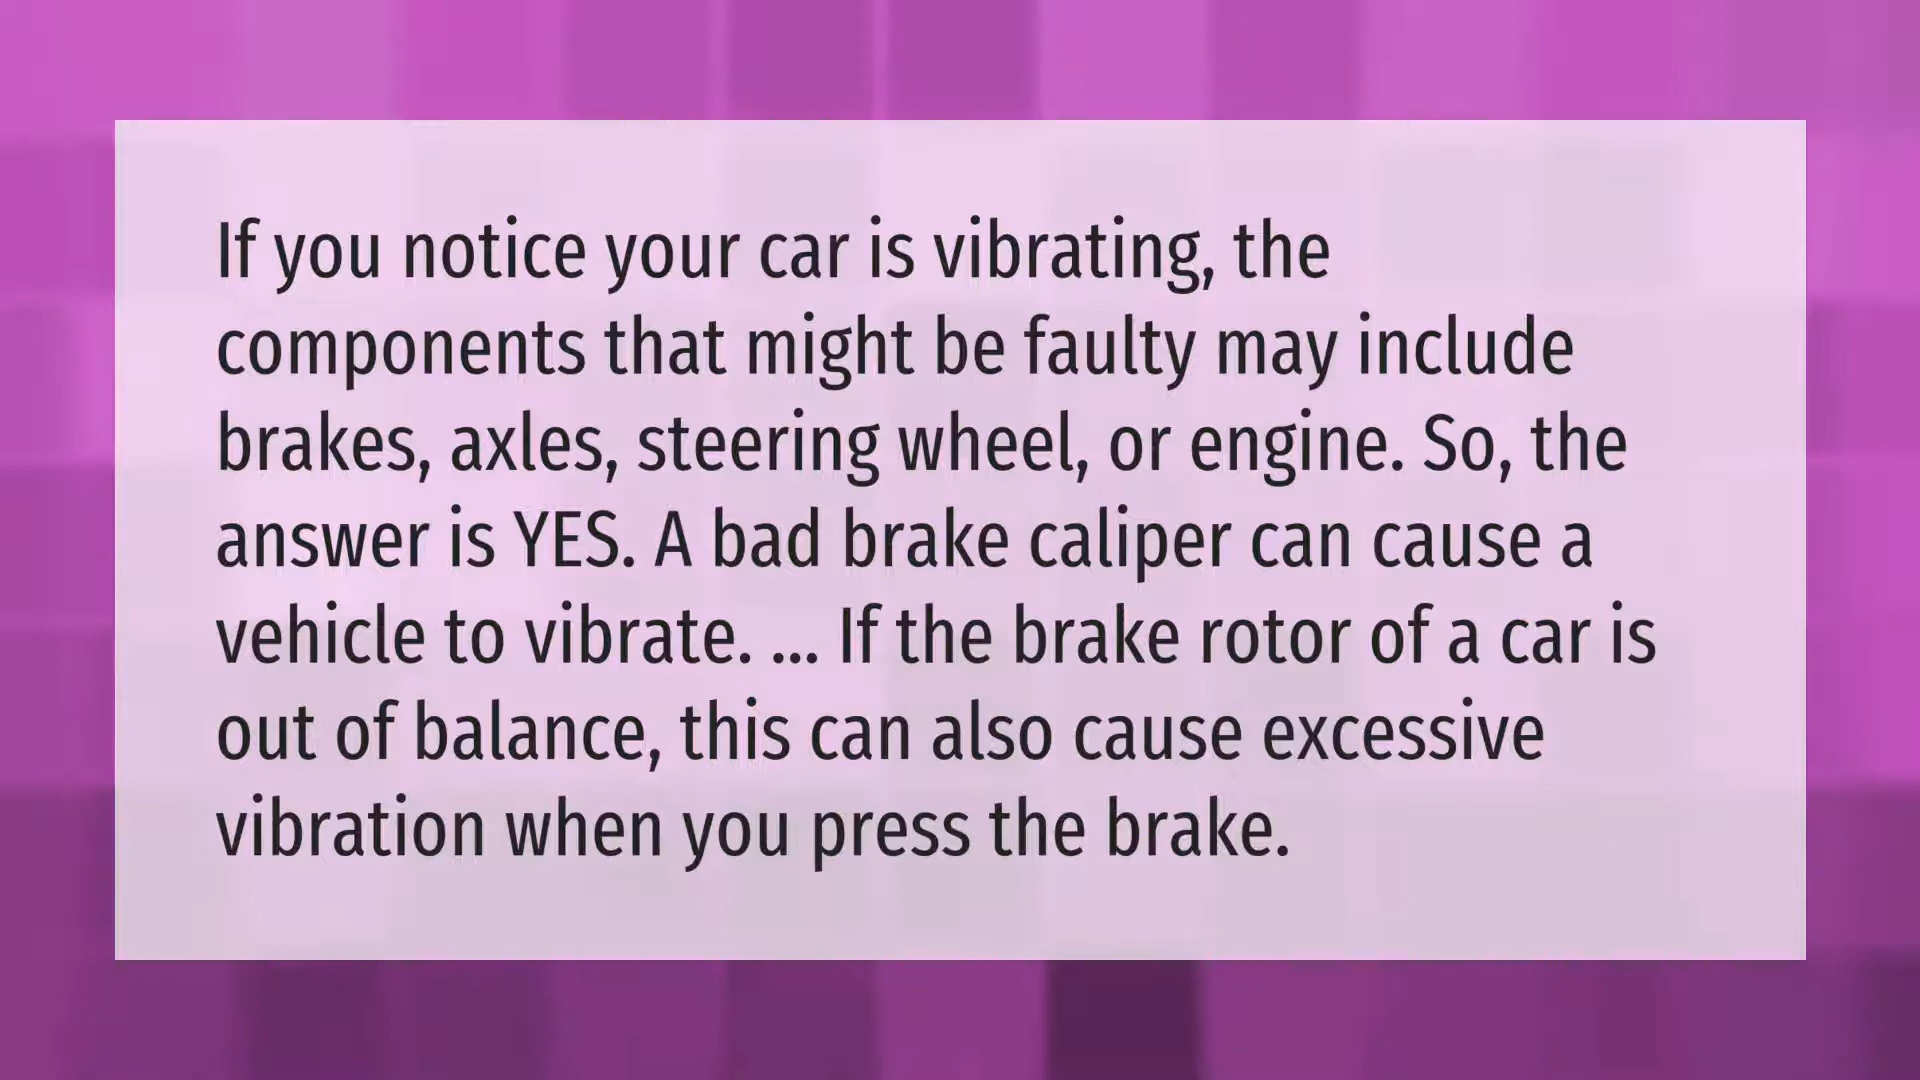 If you notice your car is vibrating, the
components that might be faulty may include
brakes, axles, steering wheel, or engine. So, the
answer is YES. A bad brake caliper can cause a
vehicle to vibrate. ... If the brake rotor of a car is
out of balance, this can also cause excessive
vibration when you press the brake.